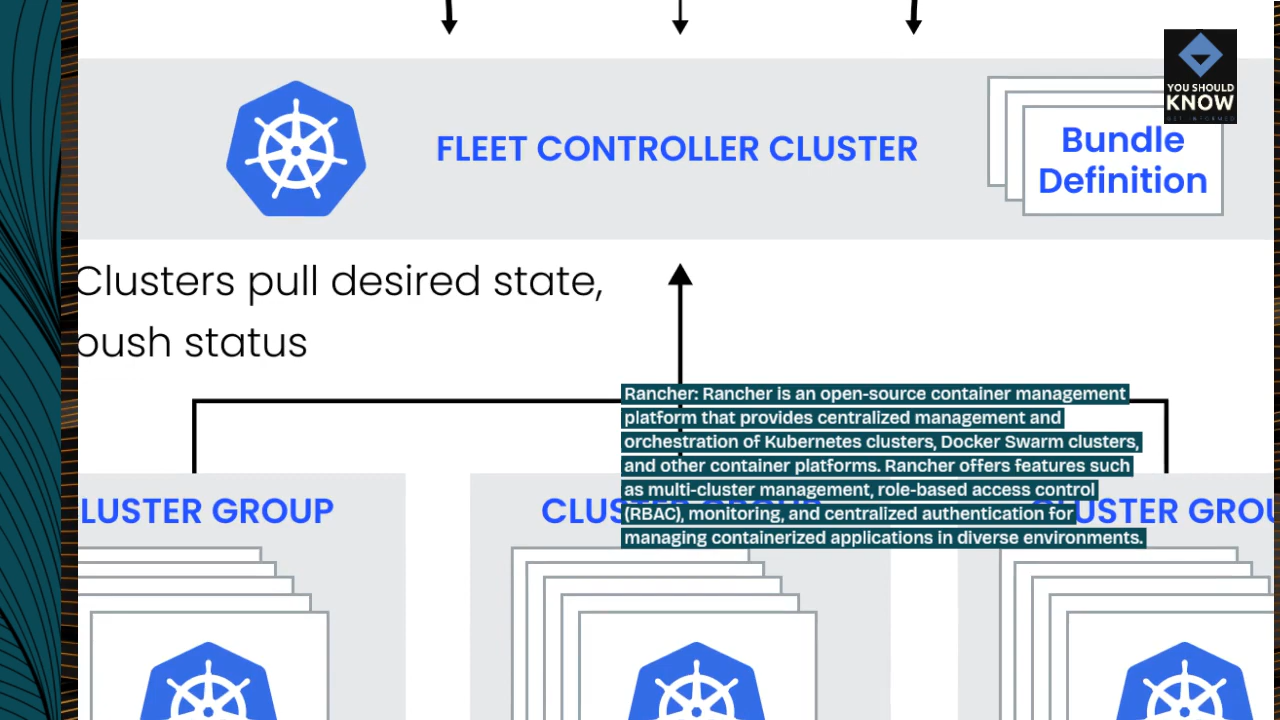 YOU SHOULD
KNOW
GET INFORMED
FLEET CONTROLLER CLUSTER
Bundle
Definition
Clusters pull desired state,
push status
Rancher: Rancher is an open-source container management
platform that provides centralized management and
orchestration of Kubernetes clusters, Docker Swarm clusters,
and other container platforms. Rancher offers features such
as multi-cluster management, role-based access control
(RBAC), monitoring, and centralized authentication for
managing containerized applications in diverse environments.
LUSTER GROUP
CLUS
USTER GROU